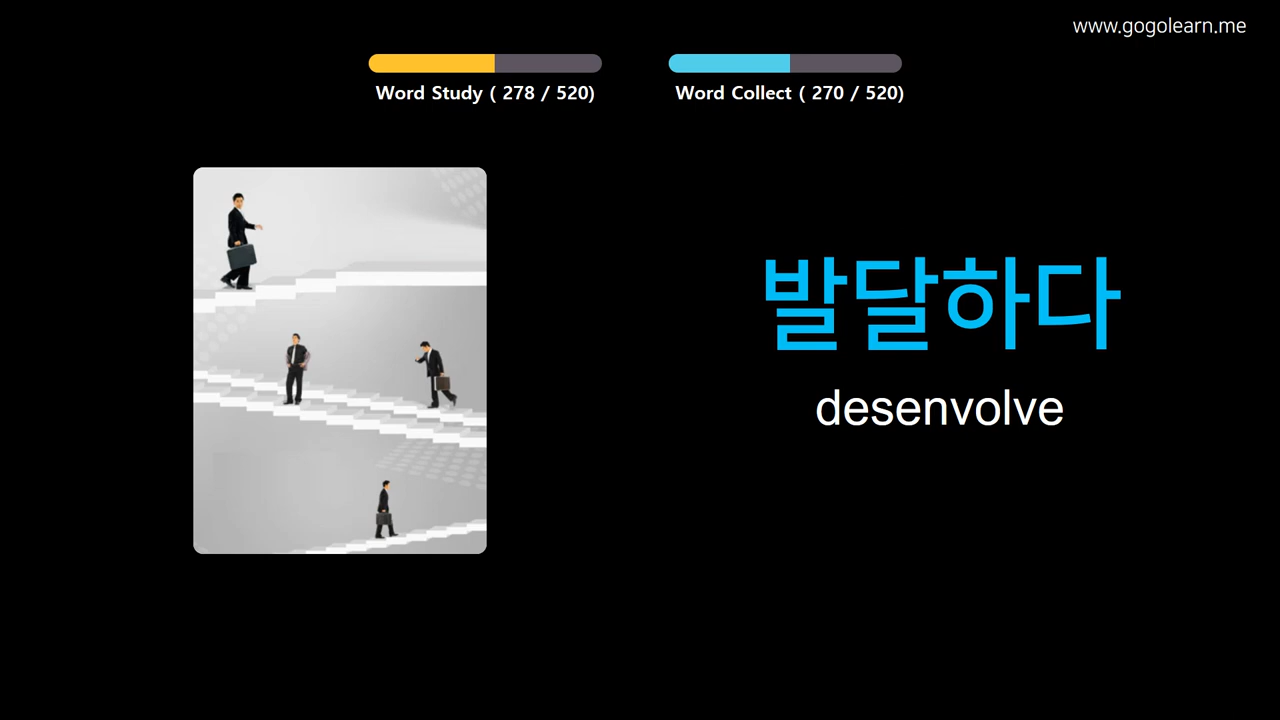 www.gogolearn.me
Word Study ( 278 / 520)
Word Collect ( 270 / 520)
발달하다
desenvolve